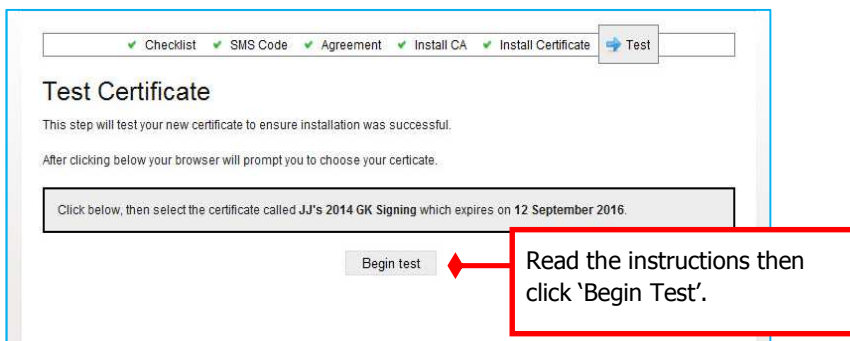 Checklist SMS Code Agreement Install CA Install Certificate Test
Test Certificate
This step will test your new certificate to ensure installation was successful.
After clicking below your browser will prompt you to choose your certicate.
Click below, then select the certificate called JJ's 2014 GK Signing which expires on 12 September 2016.
Begin test
Read the instructions then
click ‘Begin Test’.